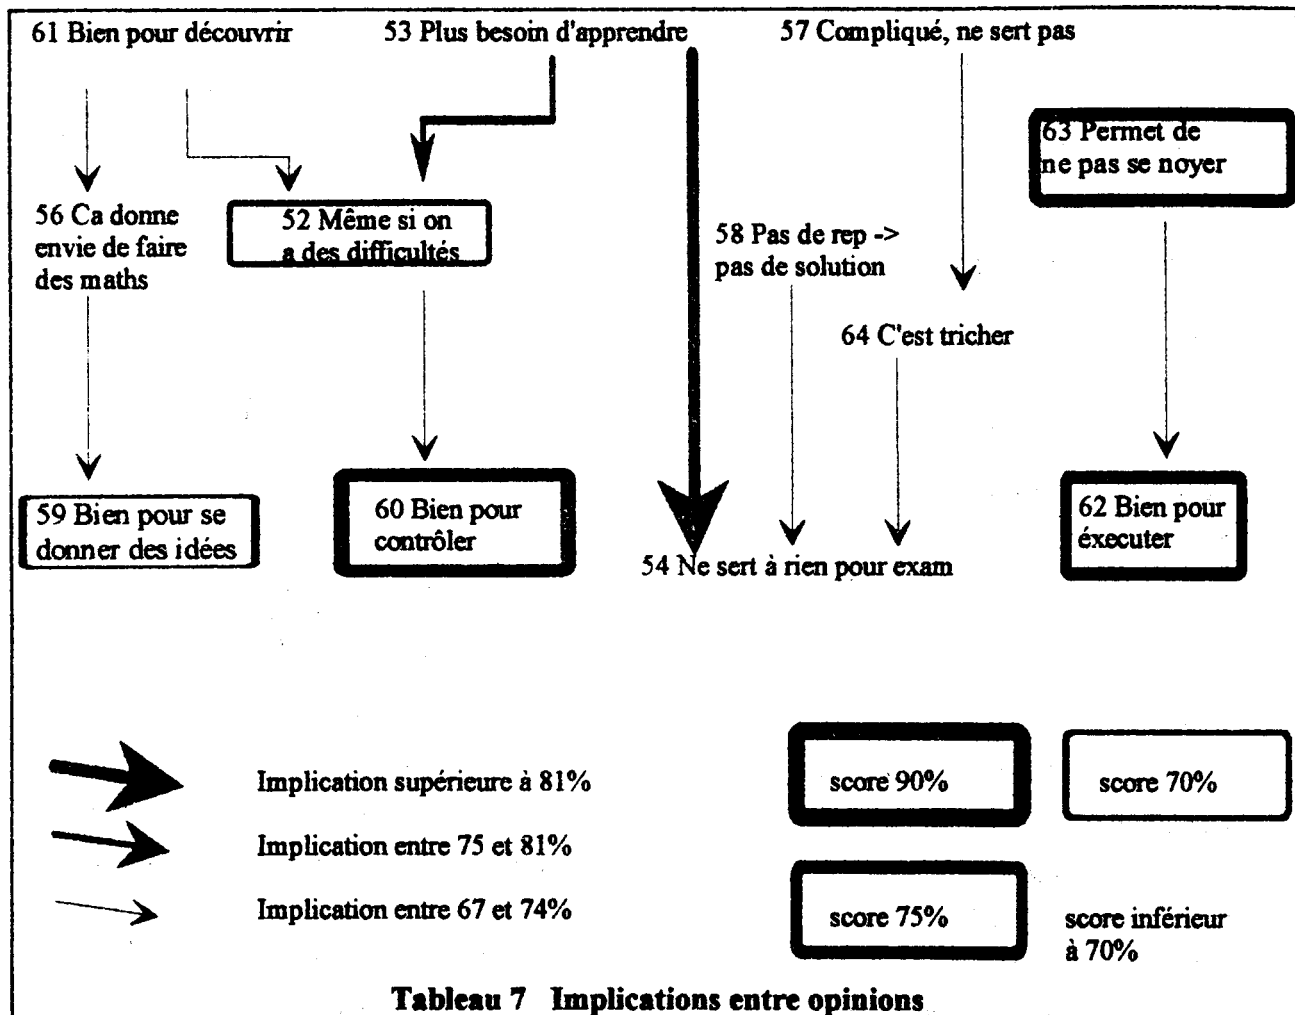 61 Bien pour découvrir
53 Plus besoin d'apprendre
57 Compliqué, ne sert pas
63 Permet de
ne pas se noyer
56 Ca donne
envie de faire
des maths
52 Même si on
a des difficultés
58 Pas de rep ->
pas de solution
64 C'est tricher
59 Bien pour se
donner des idées
60 Bien pour
contrôler
54 Ne sert à rien pour exam
62 Bien pour
éxecuter
Implication supérieure à 81%
Implication entre 75 et 81%
Implication entre 67 et 74%
score 90%
score 70%
score 75%
score inférieur
à 70%
Tableau 7 Implications entre opinions